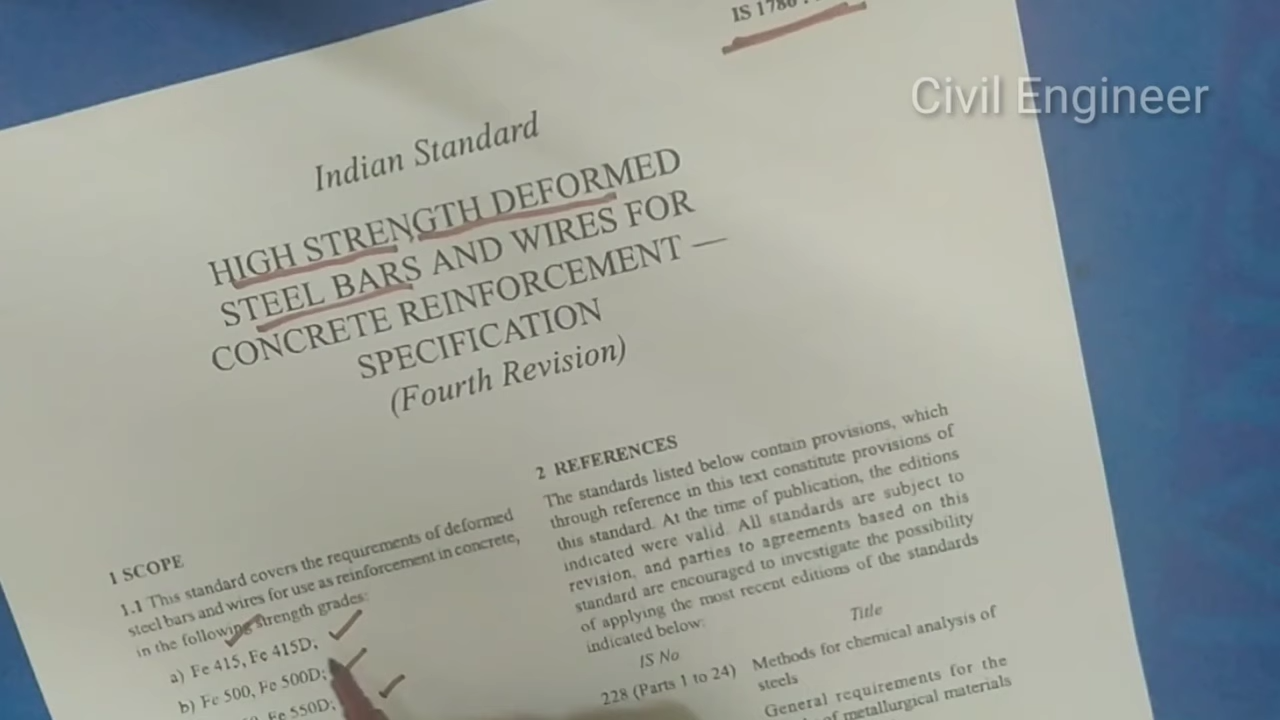 IS 1786
Civil Engineer
Indian Standard
HIGH STRENGTH DEFORMED
STEEL BARS AND WIRES FOR
CONCRETE REINFORCEMENT —
SPECIFICATION
(Fourth Revision)
1 SCOPE
1.1 This standard covers the requirements of deformed
steel bars and wires for use as reinforcement in concrete,
in the following strength grades:
a) Fe 415, Fe 415D;
b) Fe 500, Fe 500D;
Fe 550D;
2 REFERENCES
The standards listed below contain provisions, which
through reference in this text constitute provisions of
this standard. At the time of publication, the editions
indicated were valid. All standards are subject to
revision, and parties to agreements based on this
standard are encouraged to investigate the possibility
of applying the most recent editions of the standards
indicated below:
IS No Title
228 (Parts 1 to 24) Methods for chemical analysis of
steels
General requirements for the
of metallurgical materials